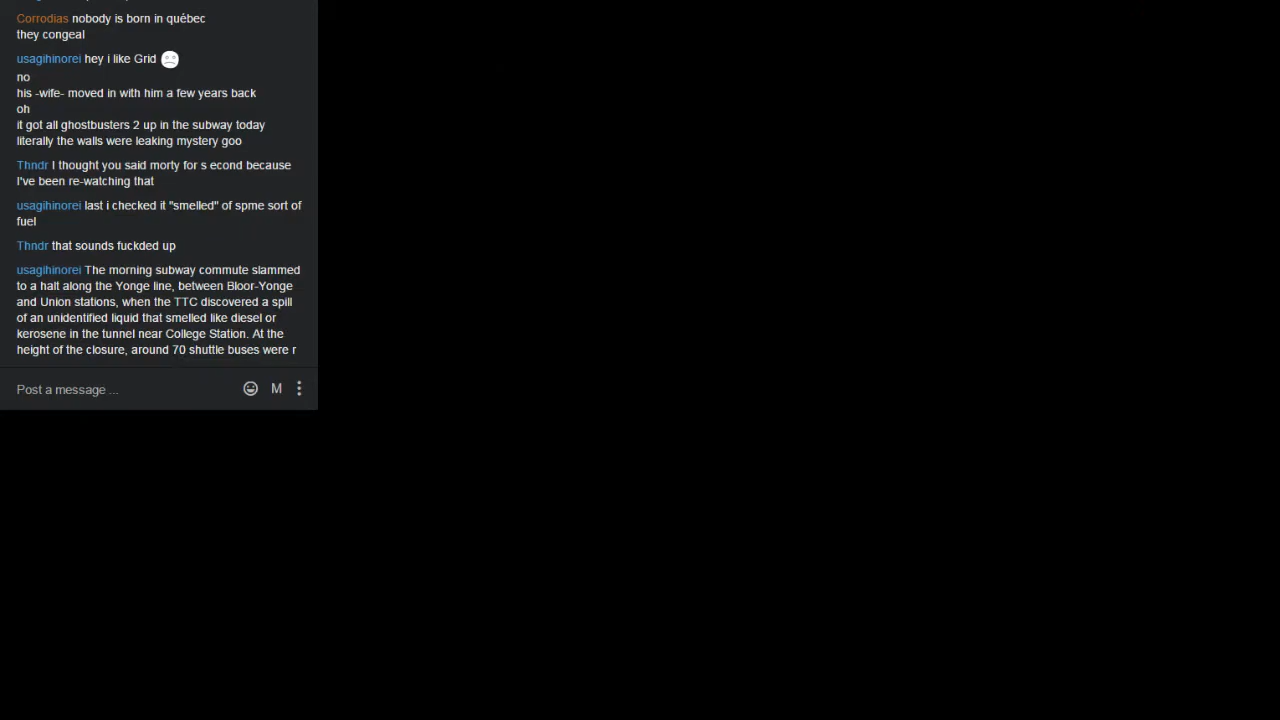 Corrodias nobody is born in québec
they congeal
usagihinorei hey i like Grid
no
his -wife- moved in with him a few years back
oh
it got all ghostbusters 2 up in the subway today
literally the walls were leaking mystery goo
Thndr I thought you said morty for s econd because
I've been re-watching that
usagihinorei last i checked it "smelled" of spme sort of
fuel
Thndr that sounds fuckded up
usagihinorei The morning subway commute slammed
to a halt along the Yonge line, between Bloor-Yonge
and Union stations, when the TTC discovered a spill
of an unidentified liquid that smelled like diesel or
kerosene in the tunnel near College Station. At the
height of the closure, around 70 shuttle buses were r
Post a message ...
M